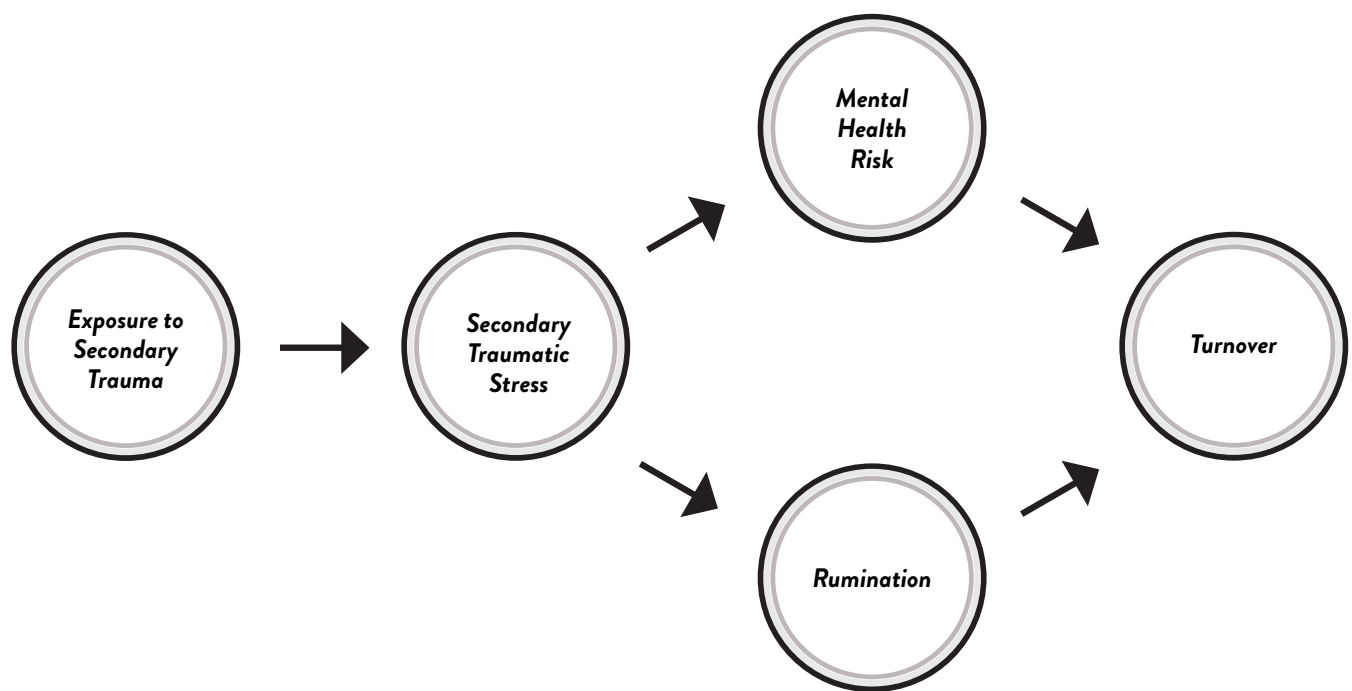 Mental
Health
Risk
Exposure to
Secondary
Trauma
Secondary
Traumatic
Stress
Turnover
Rumination